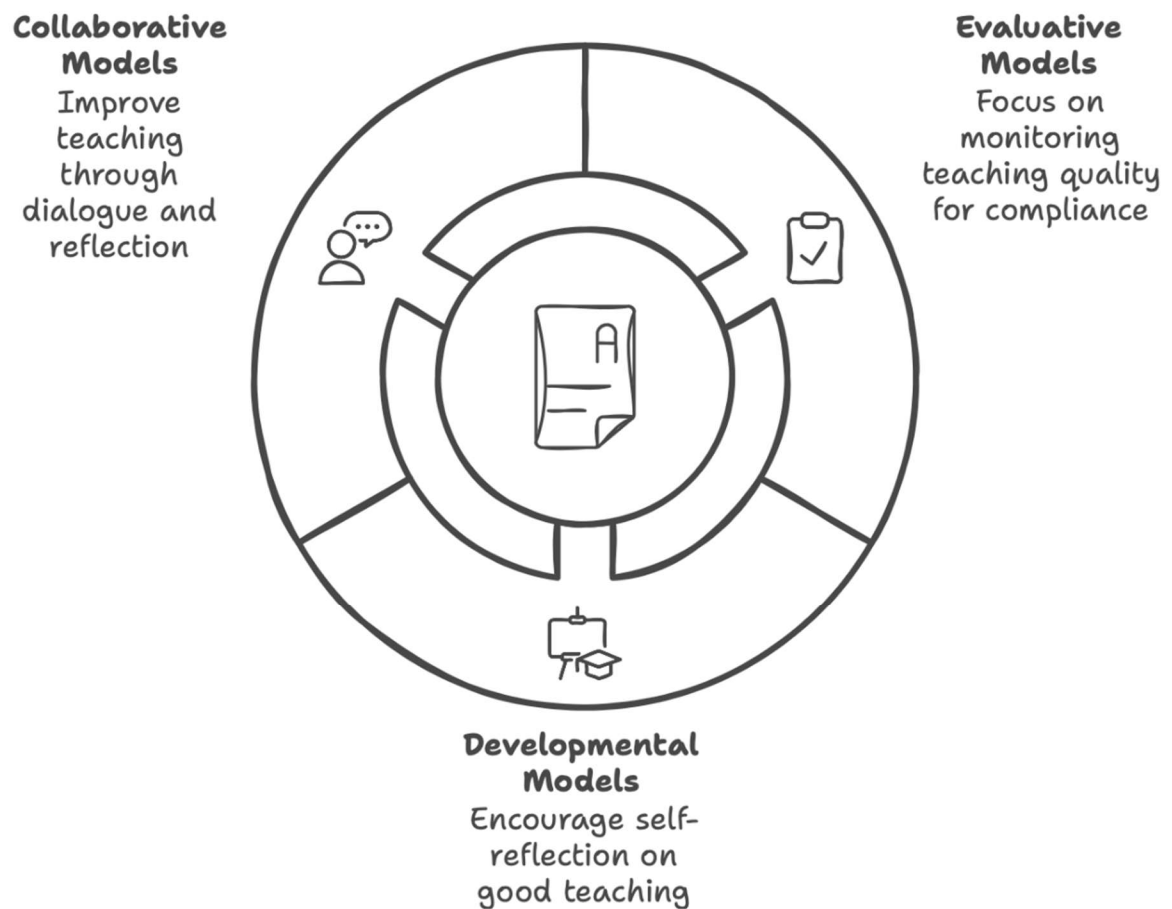 Collaborative
Models
Improve
teaching
through
dialogue and
reflection
Evaluative
Models
Focus on
monitoring
teaching quality
for compliance
A
Developmental
Models
Encourage self-
reflection on
good teaching